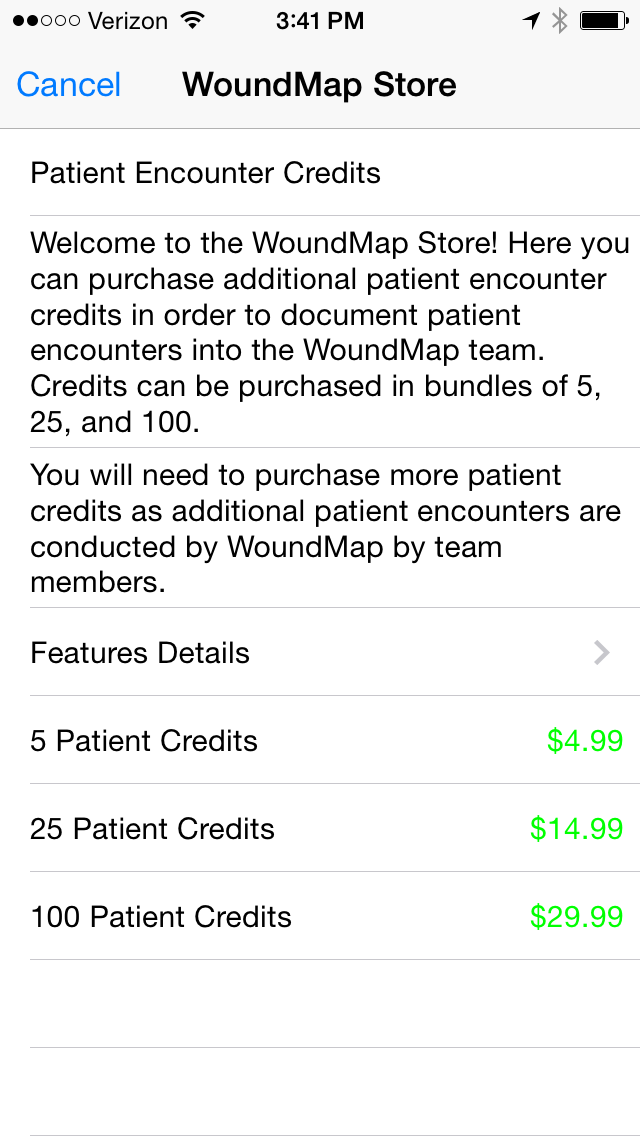 Verizon 3:41 PM
Cancel WoundMap Store
Patient Encounter Credits
Welcome to the WoundMap Store! Here you
can purchase additional patient encounter
credits in order to document patient
encounters into the WoundMap team.
Credits can be purchased in bundles of 5,
25, and 100.
You will need to purchase more patient
credits as additional patient encounters are
conducted by WoundMap by team
members.
Features Details
5 Patient Credits $4.99
25 Patient Credits $14.99
100 Patient Credits $29.99